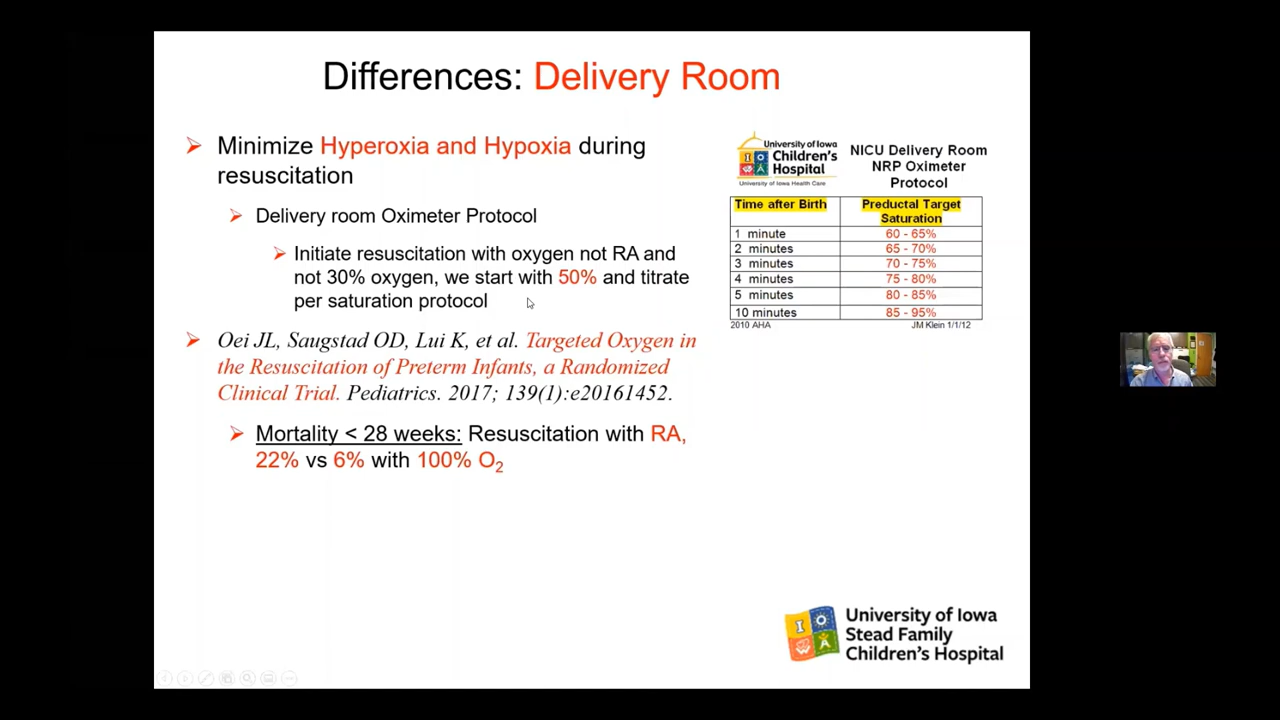 Differences: Delivery Room
Minimize Hyperoxia and Hypoxia during
resuscitation
Delivery room Oximeter Protocol
Initiate resuscitation with oxygen not RA and
not 30% oxygen, we start with 50% and titrate
per saturation protocol
Oei JL, Saugstad OD, Lui K, et al. Targeted Oxygen in
the Resuscitation of Preterm Infants, a Randomized
Clinical Trial. Pediatrics. 2017; 139(1):e20161452.
Mortality < 28 weeks: Resuscitation with RA,
22% vs 6% with 100% O₂
University of Iowa
Children's
Hospital
University of Iowa Health Care
NICU Delivery Room
NRP Oximeter
Protocol
Time after Birth Preductal Target
Saturation
1 minute 60 - 65%
2 minutes 65 - 70%
3 minutes 70 - 75%
4 minutes 75 - 80%
5 minutes 80 - 85%
10 minutes 85 - 95%
2010 AHA JM Klein 1/1/12
University of Iowa
Stead Family
Children's Hospital